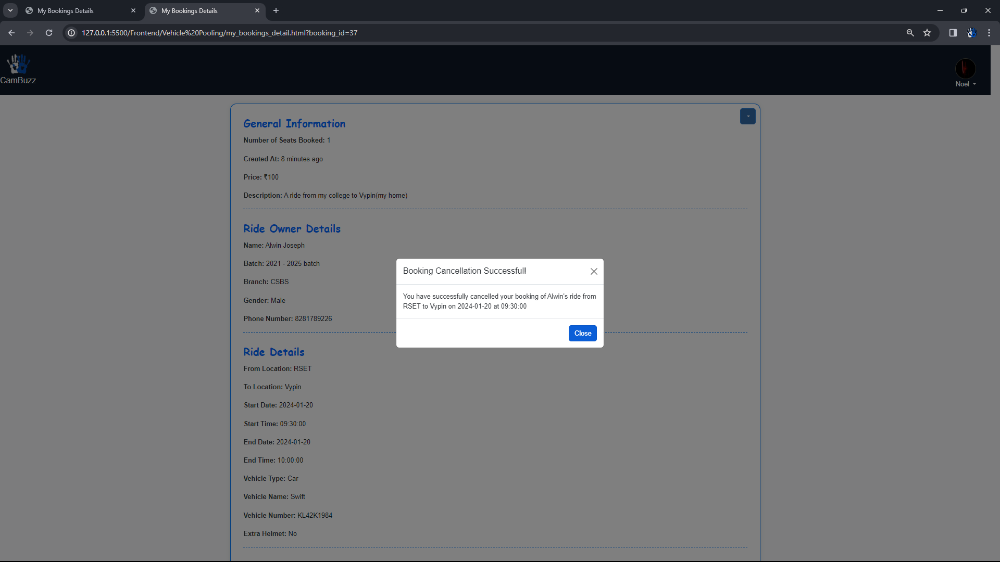 My Bookings Details
My Bookings Details
127.0.0.1:5500/Frontend/Vehicle%20Pooling/my_bookings_detail.html?booking_id=37
CamBuzz
Noel
General Information
Number of Seats Booked: 1
Created At: 8 minutes ago
Price: ₹100
Description: A ride from my college to Vypin(my home)
Ride Owner Details
Name: Alwin Joseph
Batch: 2021 - 2025 batch
Branch: CSBS
Gender: Male
Phone Number: 8281789226
Booking Cancellation Successful!
You have successfully cancelled your booking of Alwin's ride from
RSET to Vypin on 2024-01-20 at 09:30:00
Close
Ride Details
From Location: RSET
To Location: Vypin
Start Date: 2024-01-20
Start Time: 09:30:00
End Date: 2024-01-20
End Time: 10:00:00
Vehicle Type: Car
Vehicle Name: Swift
Vehicle Number: KL42K1984
Extra Helmet: No